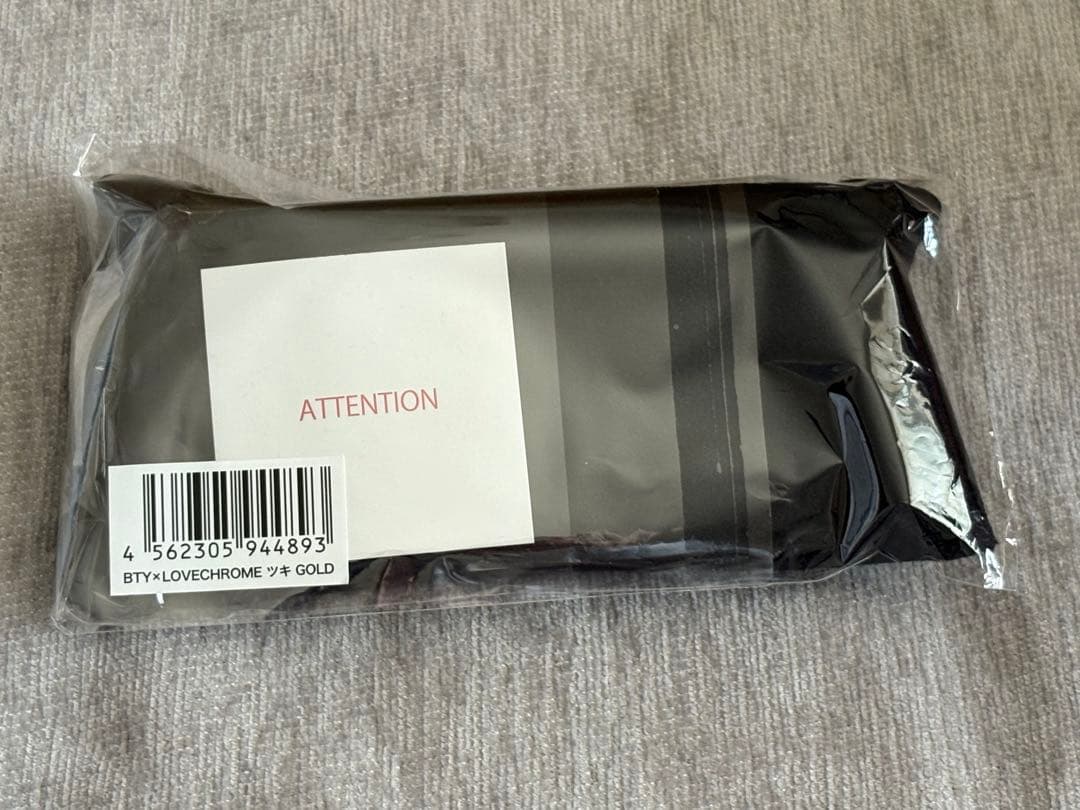 ATTENTION
4 562305 944893
BTY×LOVECHROME ツキ GOLD